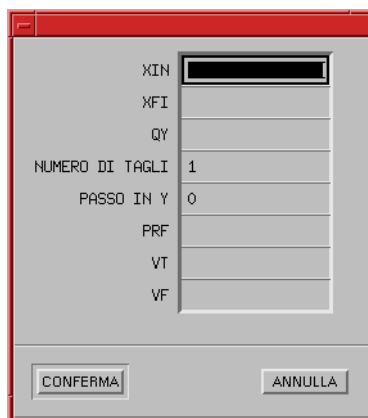 XIN
XFI
QY
NUMERO DI TAGLI 1
PASSO IN Y 0
PRF
VT
VF
CONFERMA ANNULLA